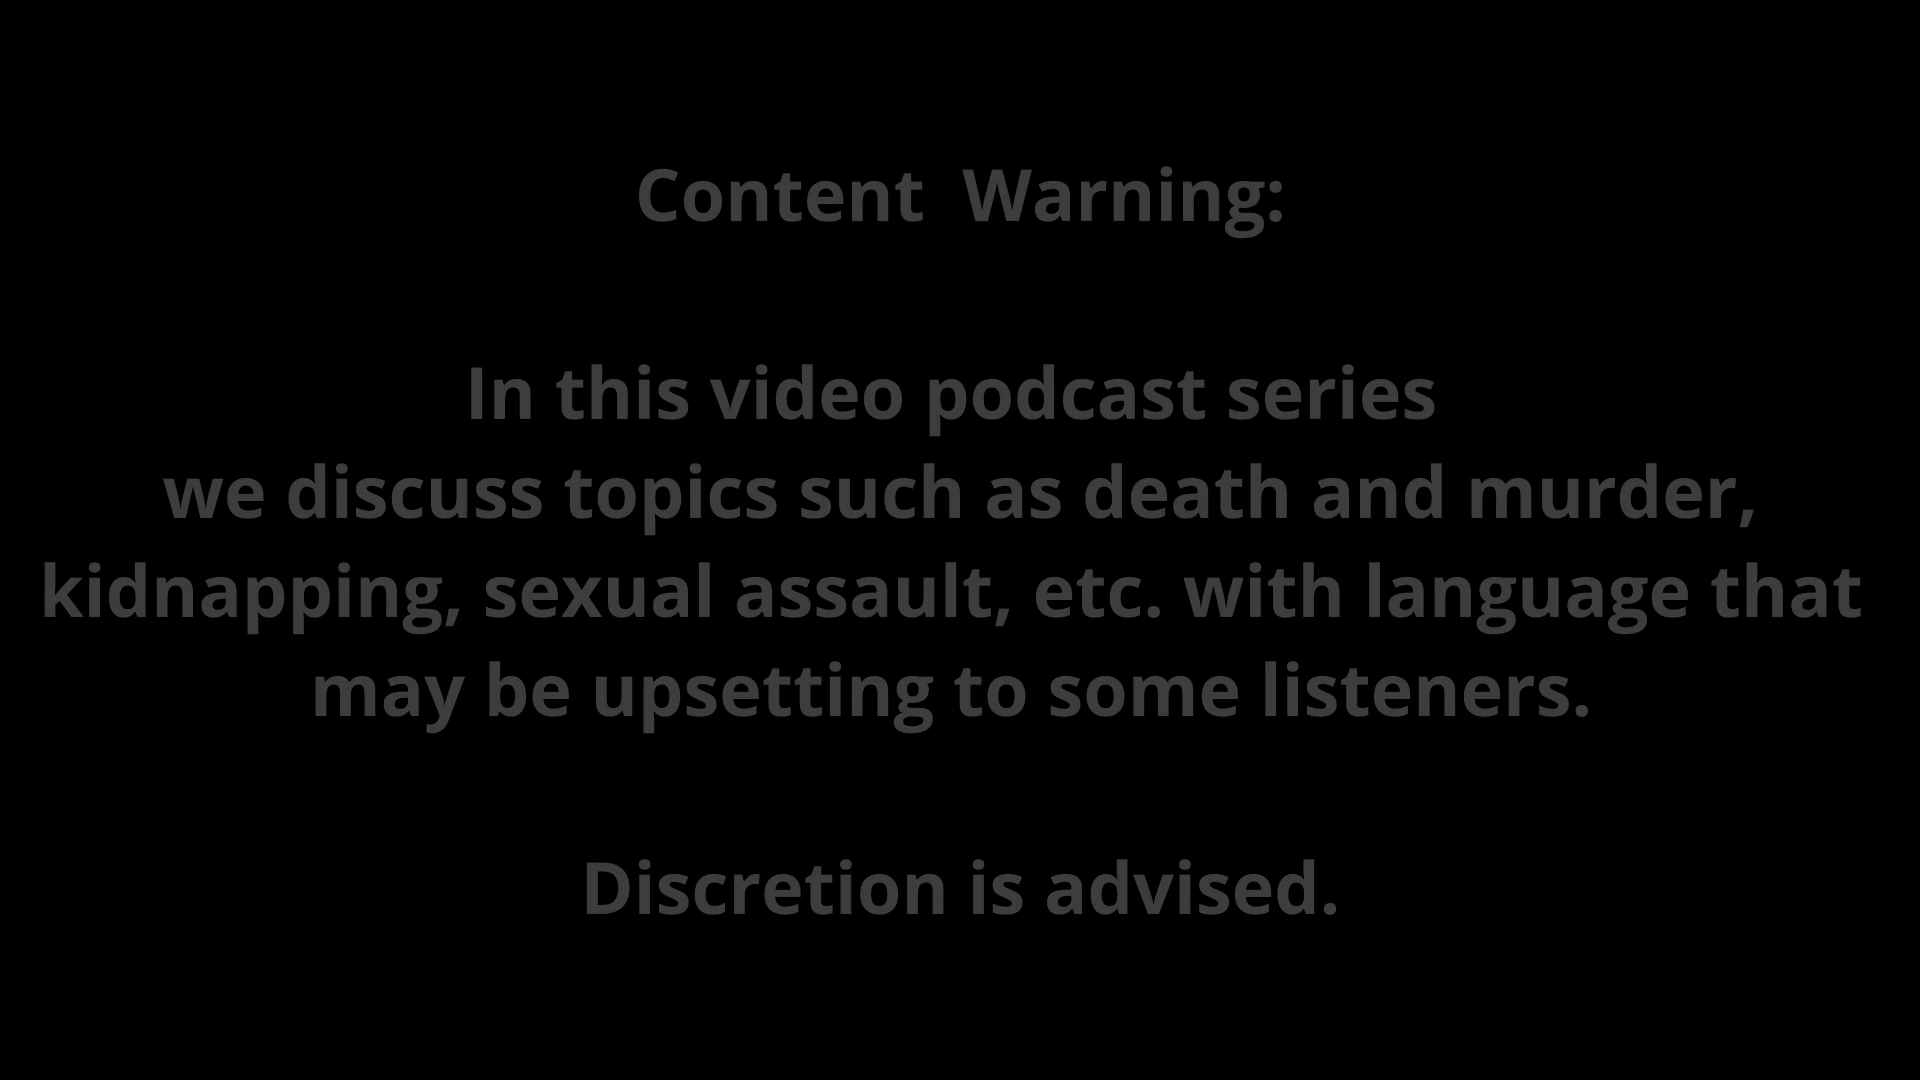 Content  Warning:
In this video podcast series
we discuss topics such as death and murder,
kidnapping, sexual assault, etc. with language that
may be upsetting to some listeners.
Discretion is advised.